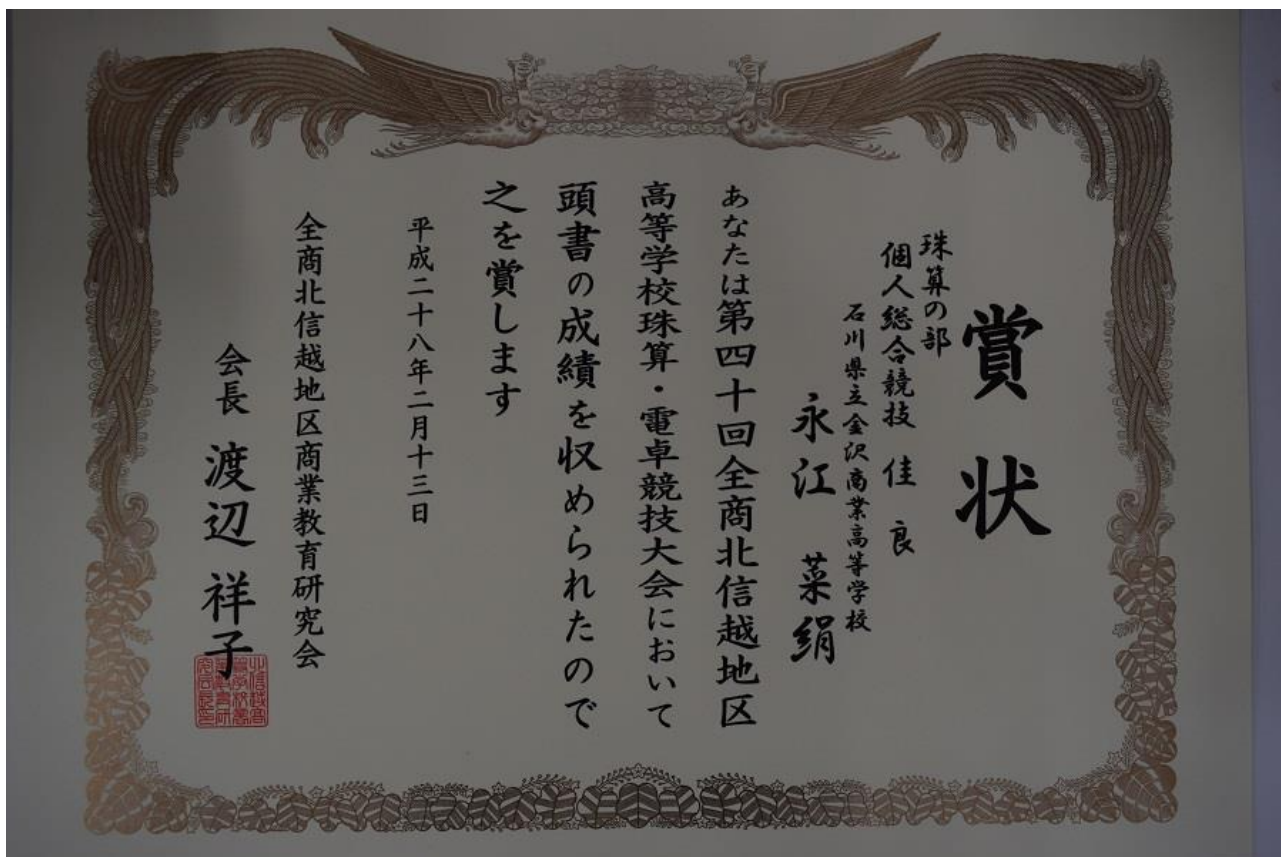 賞状
珠算の部
個人総合競技 佳良
石川県立金沢商業高等学校
永江 菜絹
あなたは第四十回全商北信越地区
高等学校珠算・電卓競技大会において
頭書の成績を収められたので
之を賞します
平成二十八年二月十三日
全商北信越地区商業教育研究会
会長 渡辺 祥子